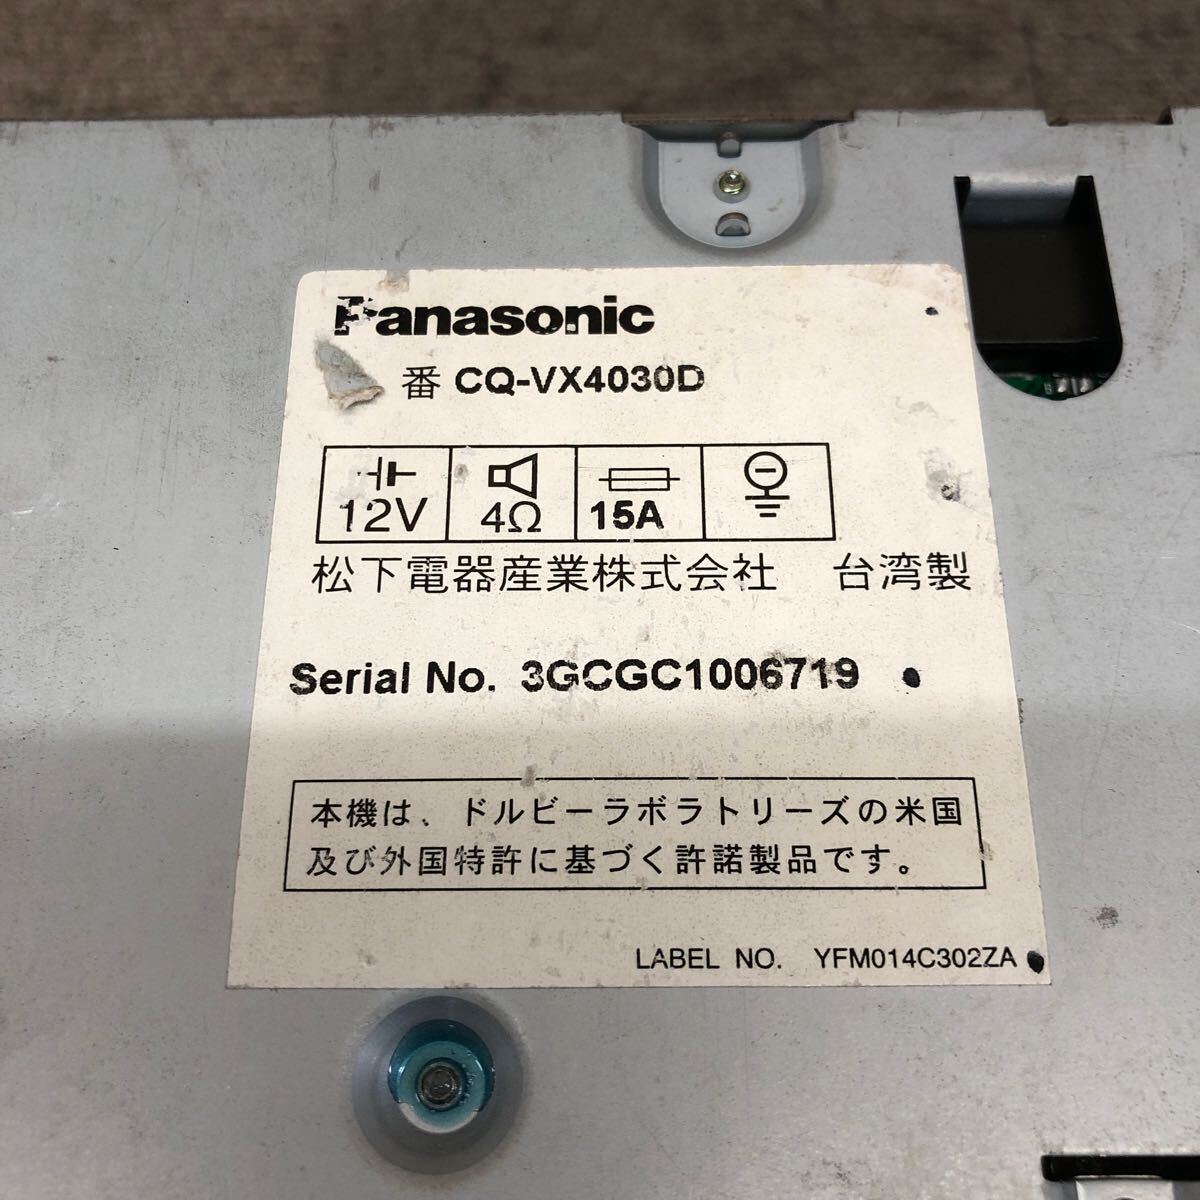 Panasonic
番 CQ-VX4030D
12V 4Ω 15A
松下電器産業株式会社 台湾製
Serial No. 3GCGC1006719
本機は、ドルビーラボラトリーズの米国
及び外国特許に基づく許諾製品です。
LABEL NO. YFM014C302ZA